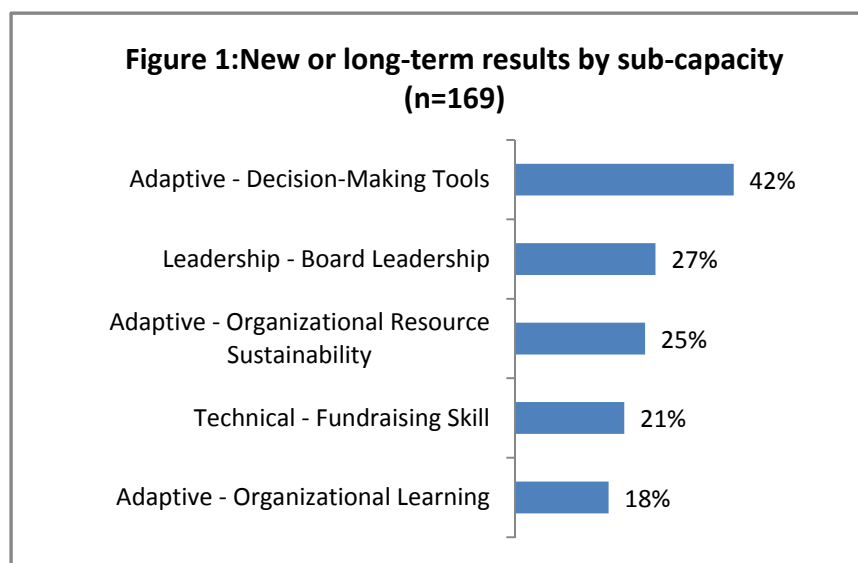 Figure 1:New or long-term results by sub-capacity
(n=169)
Adaptive - Decision-Making Tools
42%
Leadership - Board Leadership
27%
Adaptive - Organizational Resource
Sustainability
25%
Technical - Fundraising Skill
21%
Adaptive - Organizational Learning
18%